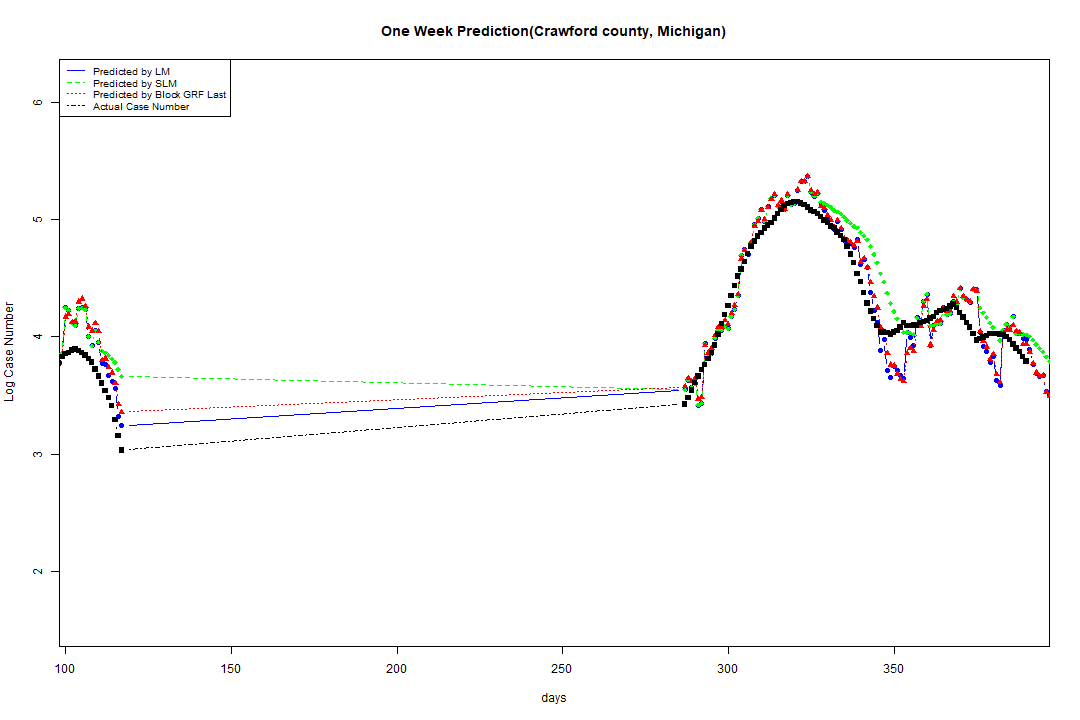 One Week Prediction(Crawford county, Michigan)
Predicted by LM
Predicted by SLM
Predicted by Block GRF Last
Actual Case Number
Log Case Number
6
5
4
3
2
100 150 200 250 300 350
days